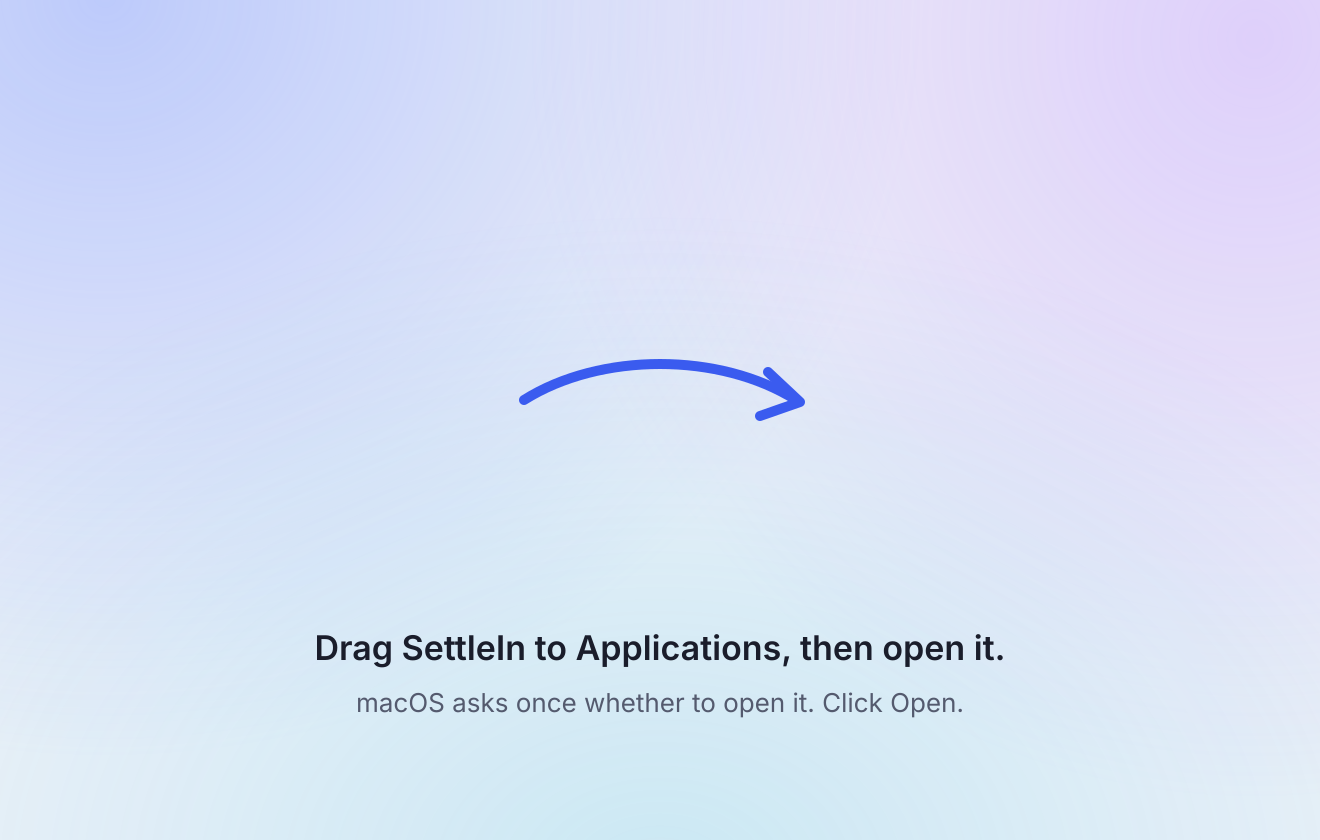 Drag SettleIn to Applications, then open it.
macOS asks once whether to open it. Click Open.